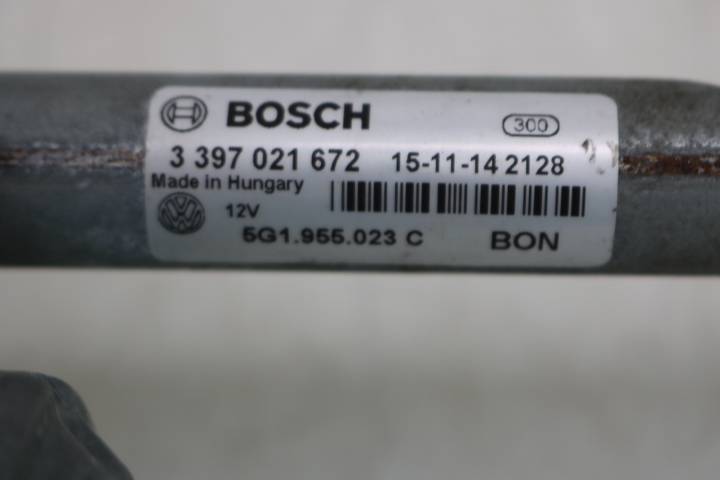 BOSCH 300
3 397 021 672 15-11-14 2128
Made in Hungary
12V
5G1.955.023 C BON